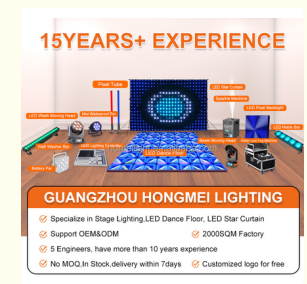 15YEARS+ EXPERIENCE
Pixel Tube
LED Star Curtain
Sparkle Machine
LED Pixel Backlight
LED Wash Moving Head
Mini Waterproof Par
LED Matrix Bar
Wall Washer Bar
DMX Lighting Controller
Beam Moving Head
LED Dance Floor
Battery Par
GUANGZHOU HONGMEI LIGHTING
Specialize in Stage Lighting,LED Dance Floor, LED Star Curtain
Support OEM&ODM
2000SQM Factory
5 Engineers, have more than 10 years experience
No MOQ,In Stock,delivery within 7days
Customized logo for free